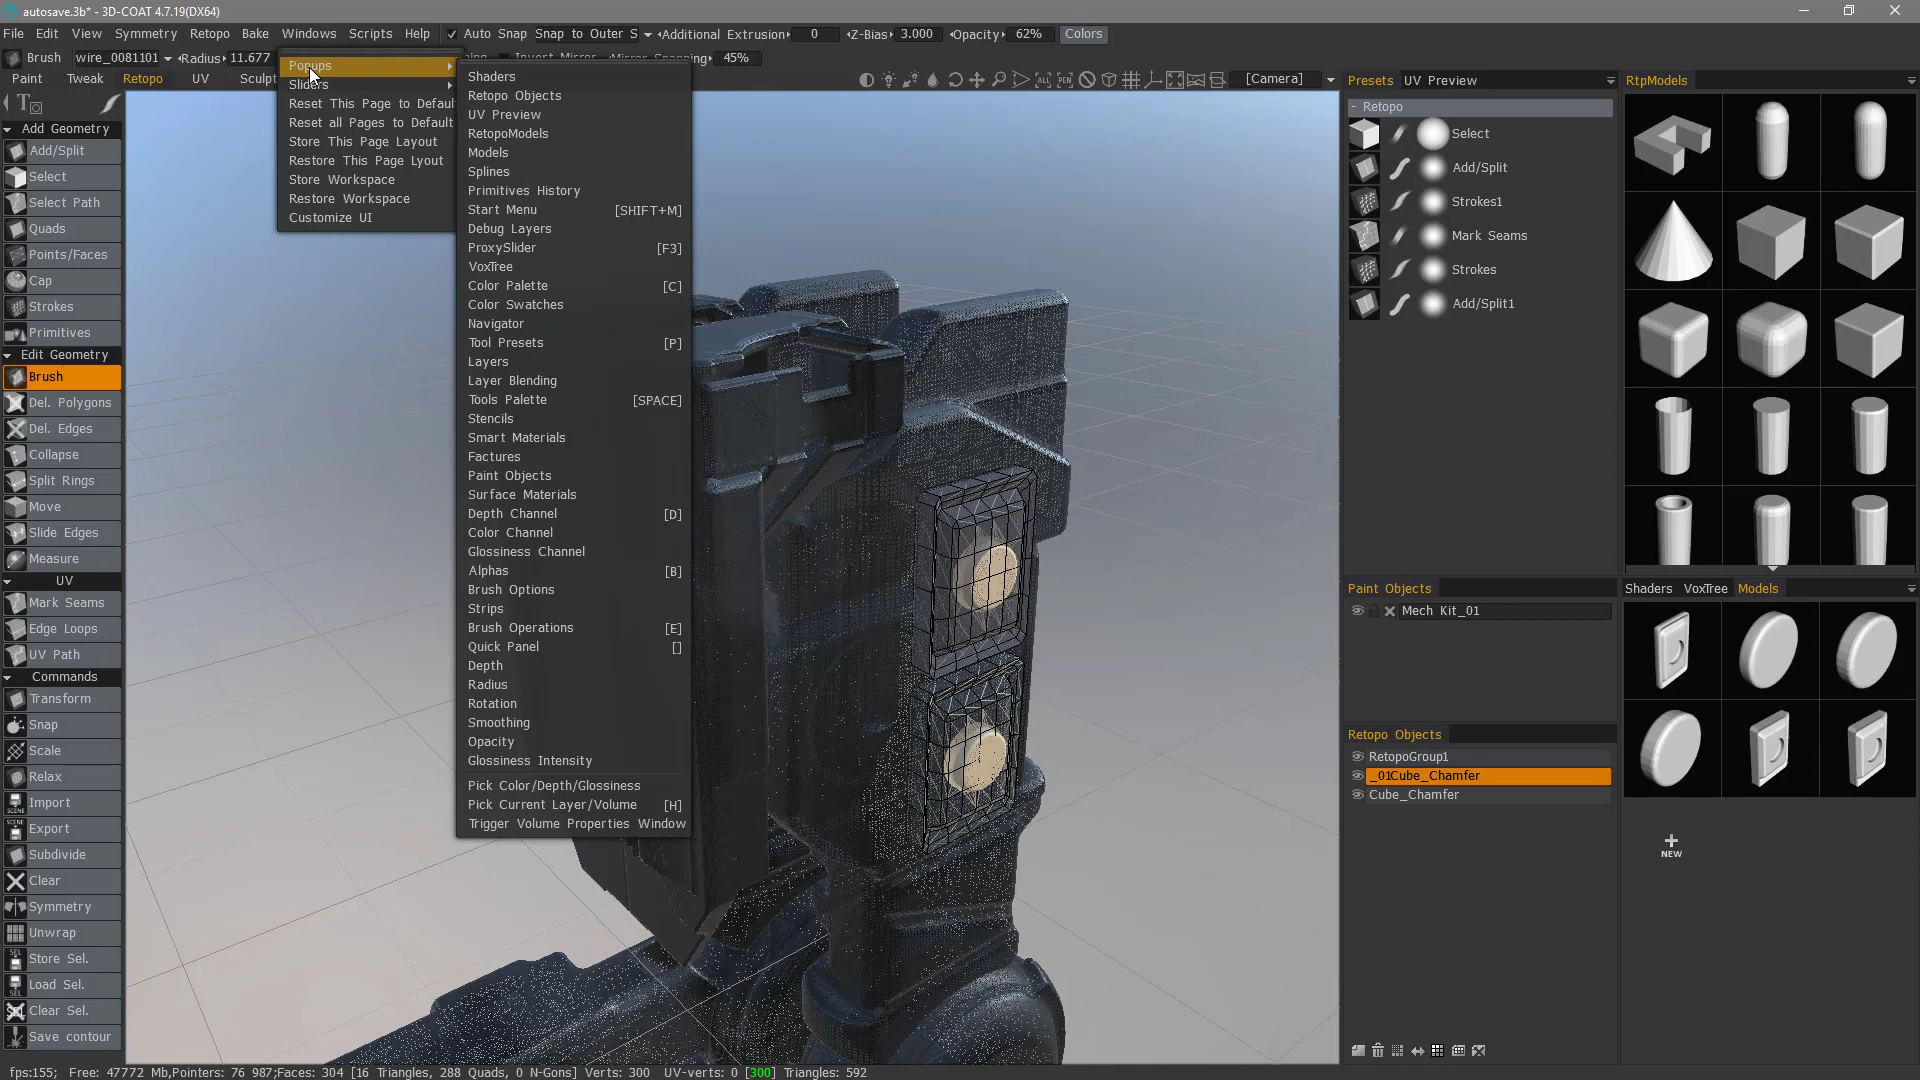 autosave.3b* - 3D-COAT 4.7.19(DX64)
File Edit View Symmetry Retopo Bake Windows Scripts Help Auto Snap Snap to Outer S Additional Extrusion 0 Z-Bias 3.000 Opacity 62% Colors
Brush wire_0081101 Radius 11.677 Invert Mirror Mirror Snapping 45%
Paint Tweak Retopo UV Sculpt [Camera]
Popups
Sliders
Reset This Page to Defaul
Reset all Pages to Default
Store This Page Layout
Restore This Page Lyout
Store Workspace
Restore Workspace
Customize UI
Shaders
Retopo Objects
UV Preview
RetopoModels
Models
Splines
Primitives History
Start Menu [SHIFT+M]
Debug Layers
ProxySlider [F3]
VoxTree
Color Palette [C]
Color Swatches
Navigator
Tool Presets [P]
Layers
Layer Blending
Tools Palette [SPACE]
Stencils
Smart Materials
Factures
Paint Objects
Surface Materials
Depth Channel [D]
Color Channel
Glossiness Channel
Alphas [B]
Brush Options
Strips
Brush Operations [E]
Quick Panel []
Depth
Radius
Rotation
Smoothing
Opacity
Glossiness Intensity
Pick Color/Depth/Glossiness
Pick Current Layer/Volume [H]
Trigger Volume Properties Window
Add Geometry
Add/Split
Select
Select Path
Quads
Points/Faces
Cap
Strokes
Primitives
Edit Geometry
Brush
Del. Polygons
Del. Edges
Collapse
Split Rings
Move
Slide Edges
Measure
UV
Mark Seams
Edge Loops
UV Path
Commands
Transform
Snap
Scale
Relax
Import
Export
Subdivide
Clear
Symmetry
Unwrap
Store Sel.
Load Sel.
Clear Sel.
Save contour
Presets UV Preview
- Retopo
Select
Add/Split
Strokes1
Mark Seams
Strokes
Add/Split1
RtpModels
Paint Objects
Mech Kit_01
Retopo Objects
RetopoGroup1
_01Cube_Chamfer
Cube_Chamfer
Shaders VoxTree Models
NEW
fps:155; Free: 47772 Mb,Pointers: 76 987;Faces: 304 [16 Triangles, 288 Quads, 0 N-Gons] Verts: 300 UV-verts: 0 [300] Triangles: 592